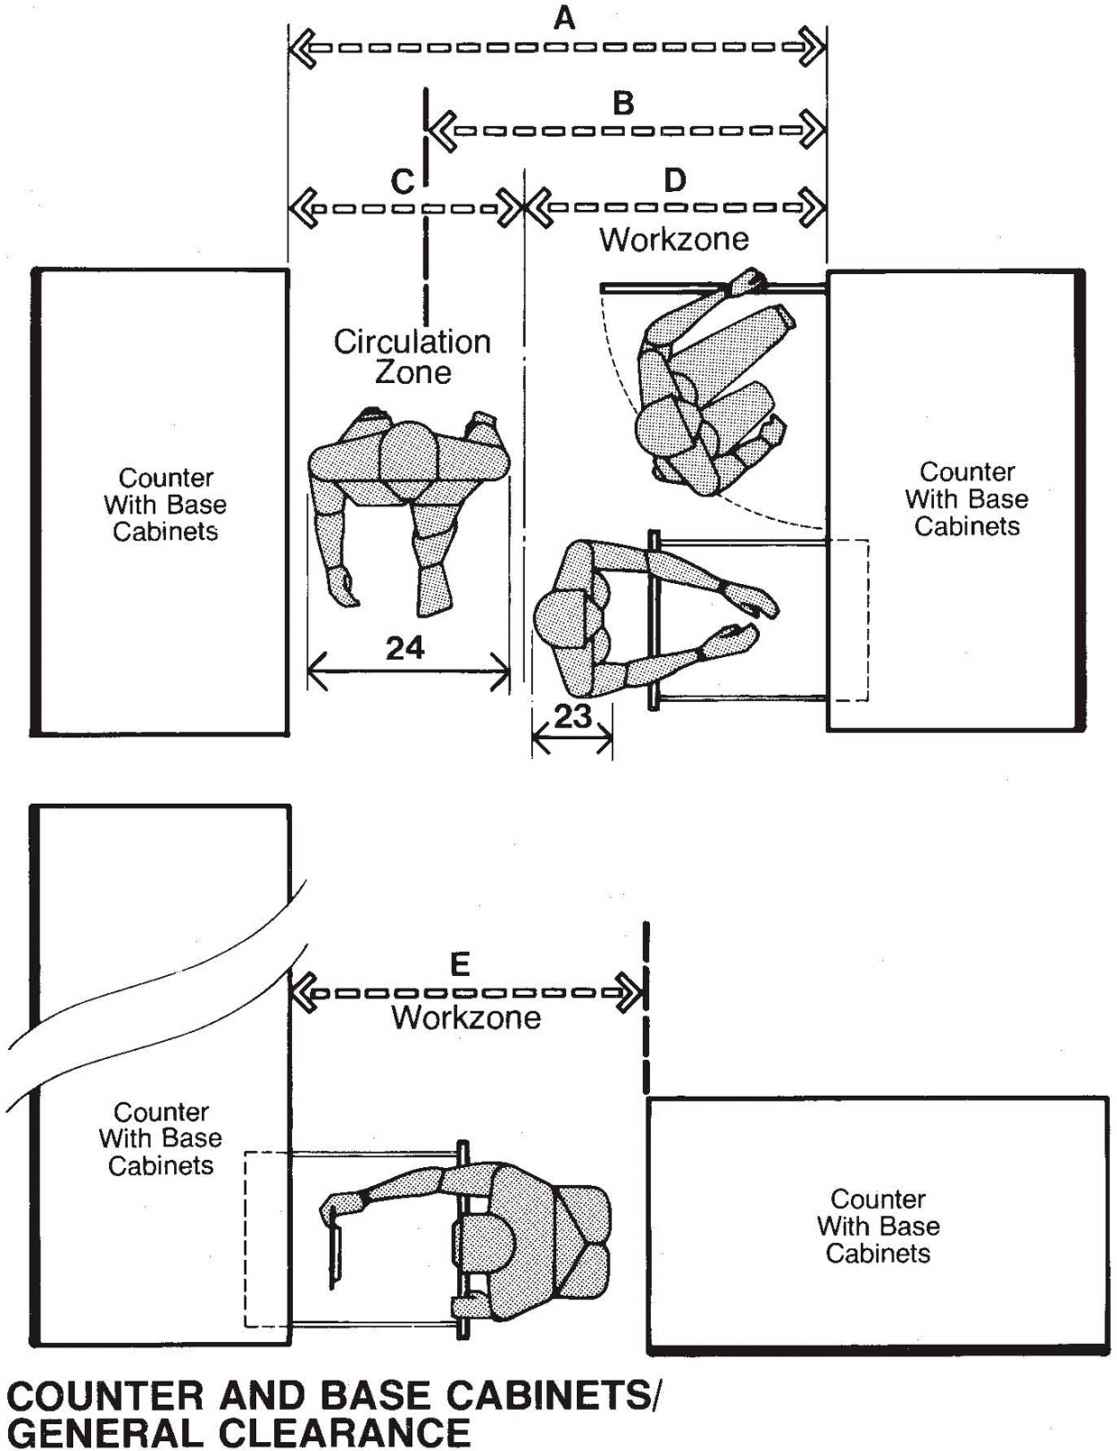 A
B
C
D
Workzone
Circulation
Zone
Counter
With Base
Cabinets
Counter
With Base
Cabinets
24
23
E
Workzone
Counter
With Base
Cabinets
Counter
With Base
Cabinets
COUNTER AND BASE CABINETS/
GENERAL CLEARANCE